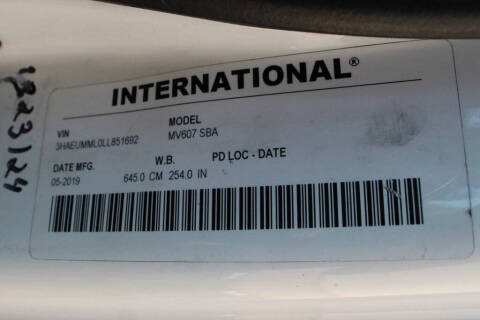 INTERNATIONAL®
VIN MODEL
3HAEUMML0LL851692 MV607 SBA
DATE MFG. W.B. PD LOC - DATE
05-2019 645.0 CM 254.0 IN